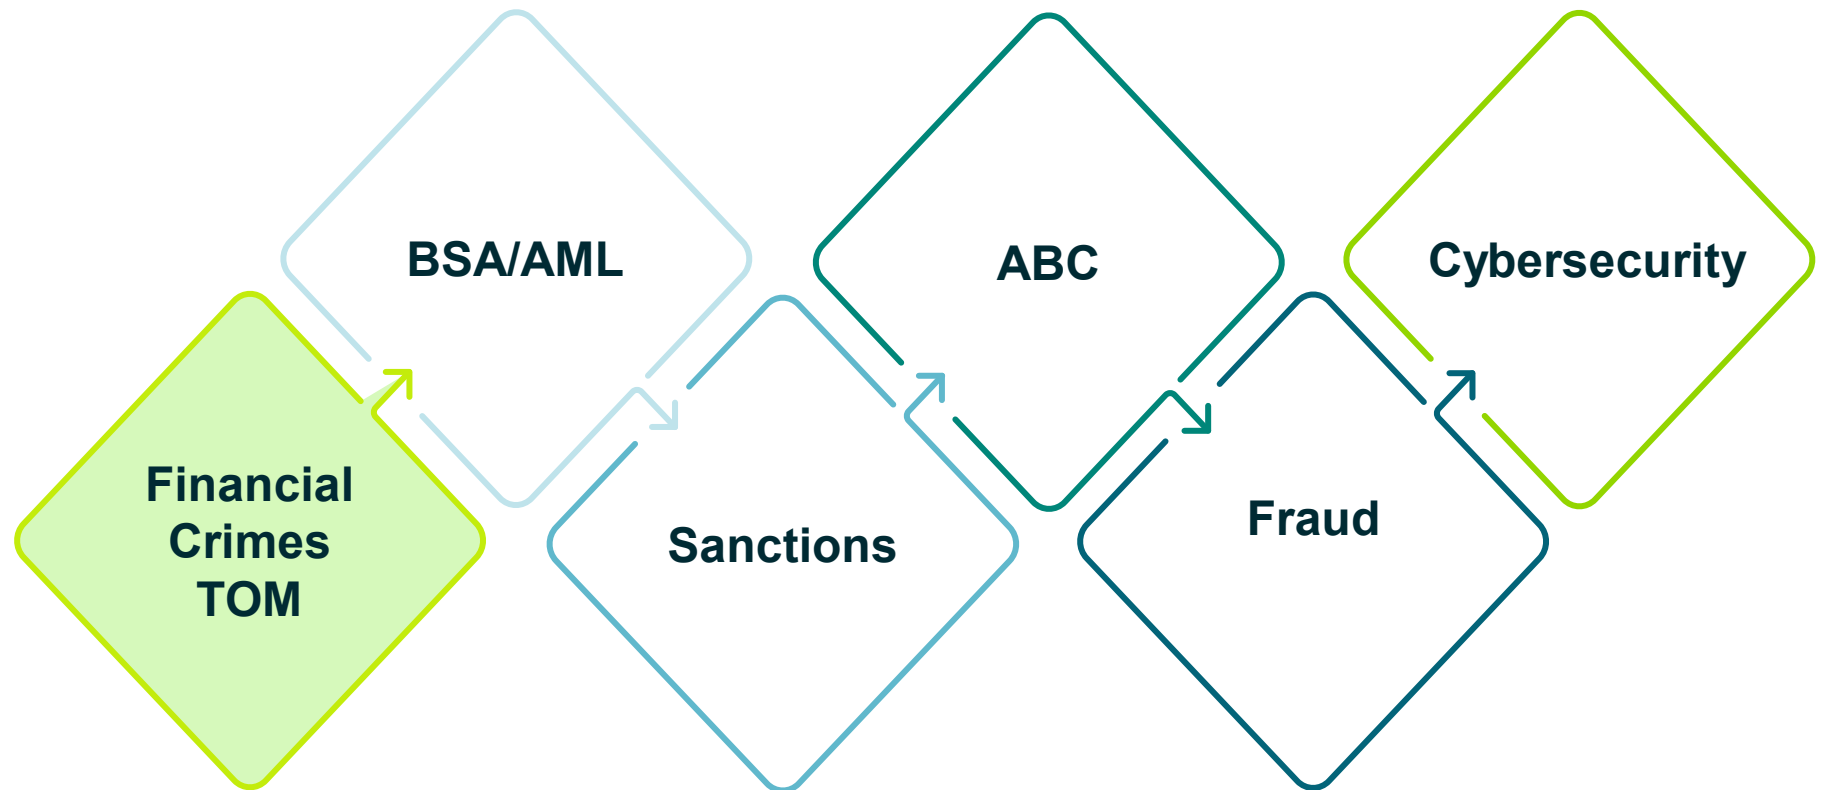 Financial
Crimes
TOM
BSA/AML
Sanctions
ABC
Fraud
Cybersecurity